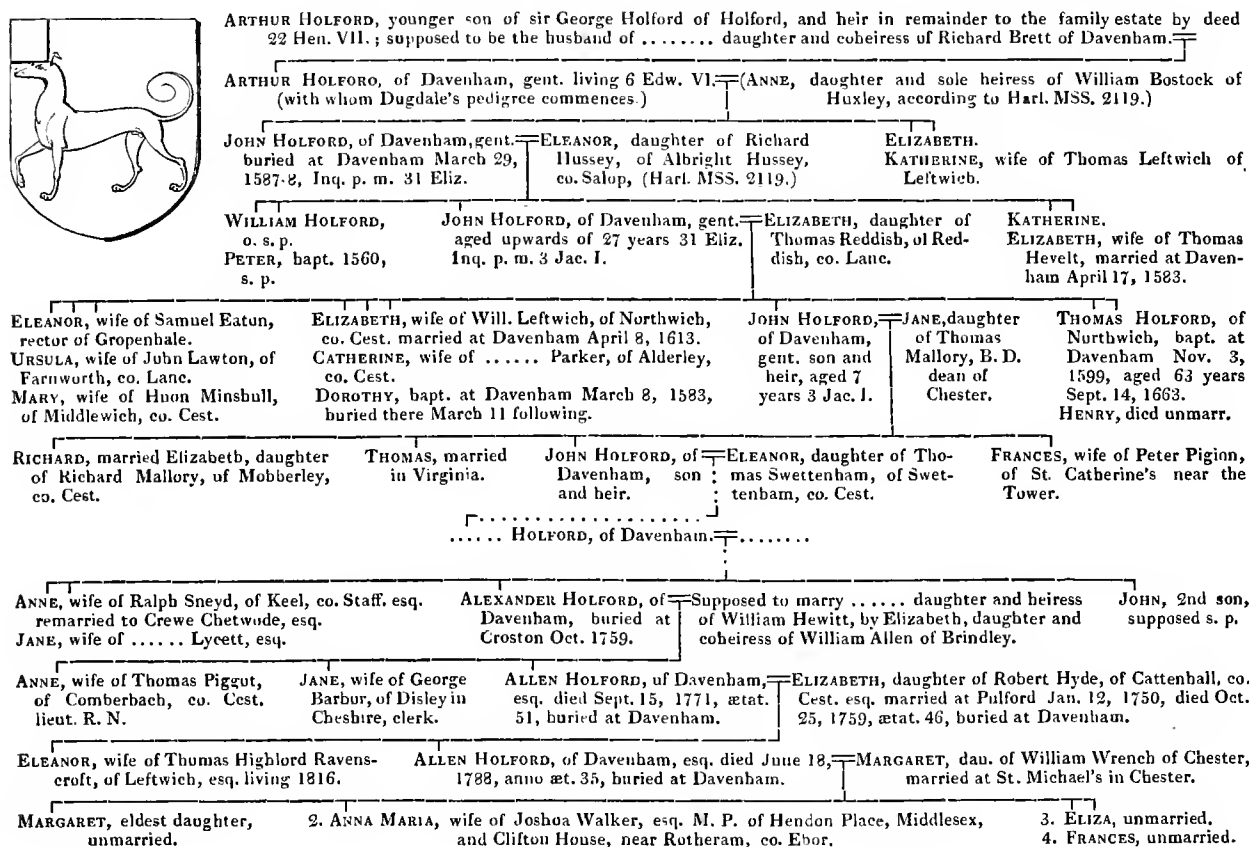 ARTHUR HOLFORD, younger son of sir George Holford of Holford, and heir in remainder to the family estate by deed
22 Hen. VII. ; supposed to be the husband of ........ daughter and coheiress of Richard Brett of Davenham.
ARTHUR HOLFORD, of Davenham, gent. living 6 Edw. VI.
(with whom Dugdale's pedigree commences.)
(ANNE, daughter and sole heiress of William Bostock of
Huxley, according to Harl. MSS. 2119.)
JOHN HOLFORD, of Davenham, gent.
buried at Davenham March 29,
1587-8, Inq. p. m. 31 Eliz.
ELEANOR, daughter of Richard
Hussey, of Albright Hussey,
co. Salop, (Harl. MSS. 2119.)
ELIZABETH.
KATHERINE, wife of Thomas Leftwich of
Leftwich.
WILLIAM HOLFORD,
o. s. p.
PETER, bapt. 1560,
s. p.
JOHN HOLFORD, of Davenham, gent.
aged upwards of 27 years 31 Eliz.
Inq. p. m. 3 Jac. I.
ELIZABETH, daughter of
Thomas Reddish, of Red-
dish, co. Lanc.
KATHERINE.
ELIZABETH, wife of Thomas
Hevelt, married at Daven-
ham April 17, 1583.
ELEANOR, wife of Samuel Eatun,
rector of Gropenhale.
URSULA, wife of John Lawton, of
Farnworth, co. Lanc.
MARY, wife of Huon Minshull,
of Middlewich, co. Cest.
ELIZABETH, wife of Will. Leftwich, of Northwich,
co. Cest. married at Davenham April 8, 1613.
CATHERINE, wife of ...... Parker, of Alderley,
co. Cest.
DOROTHY, bapt. at Davenham March 8, 1583,
buried there March 11 following.
JOHN HOLFORD,
of Davenham,
gent. son and
heir, aged 7
years 3 Jac. I.
JANE, daughter
of Thomas
Mallory, B. D.
dean of
Chester.
THOMAS HOLFORD, of
Northwich, bapt. at
Davenham Nov. 3,
1599, aged 63 years
Sept. 14, 1663.
HENRY, died unmarr.
RICHARD, married Elizabeth, daughter
of Richard Mallory, of Mobberley,
co. Cest.
THOMAS, married
in Virginia.
JOHN HOLFORD, of
Davenham, son
and heir.
ELEANOR, daughter of Tho-
mas Swettenham, of Swet-
tenham, co. Cest.
FRANCES, wife of Peter Pigion,
of St. Catherine's near the
Tower.
...... HOLFORD, of Davenham. ........
ANNE, wife of Ralph Sneyd, of Keel, co. Staff. esq.
remarried to Crewe Chetwode, esq.
JANE, wife of ...... Lycett, esq.
ALEXANDER HOLFORD, of
Davenham, buried at
Croston Oct. 1759.
Supposed to marry ...... daughter and heiress
of William Hewitt, by Elizabeth, daughter and
coheiress of William Allen of Brindley.
JOHN, 2nd son,
supposed s. p.
ANNE, wife of Thomas Piggot,
of Comberbach, co. Cest.
lieut. R. N.
JANE, wife of George
Barbor, of Disley in
Cheshire, clerk.
ALLEN HOLFORD, of Davenham,
esq. died Sept. 15, 1771, ætat.
51, buried at Davenham.
ELIZABETH, daughter of Robert Hyde, of Cattenhall, co.
Cest. esq. married at Pulford Jan. 12, 1750, died Oct.
25, 1759, ætat. 46, buried at Davenham.
ELEANOR, wife of Thomas Highlord Ravens-
croft, of Leftwich, esq. living 1816.
ALLEN HOLFORD, of Davenham, esq. died June 18,
1788, anno æt. 35, buried at Davenham.
MARGARET, dau. of William Wrench of Chester,
married at St. Michael's in Chester.
MARGARET, eldest daughter,
unmarried.
2. ANNA MARIA, wife of Joshua Walker, esq. M. P. of Hendon Place, Middlesex,
and Clifton House, near Rotheram, co. Ebor.
3. ELIZA, unmarried.
4. FRANCES, unmarried.